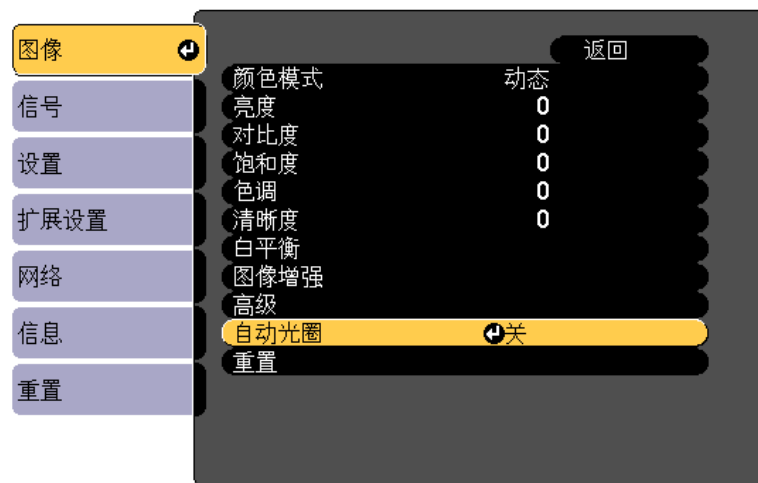 图像
信号
设置
扩展设置
网络
信息
重置
返回
颜色模式 动态
亮度 0
对比度 0
饱和度 0
色调 0
清晰度 0
白平衡
图像增强
高级
自动光圈 关
重置